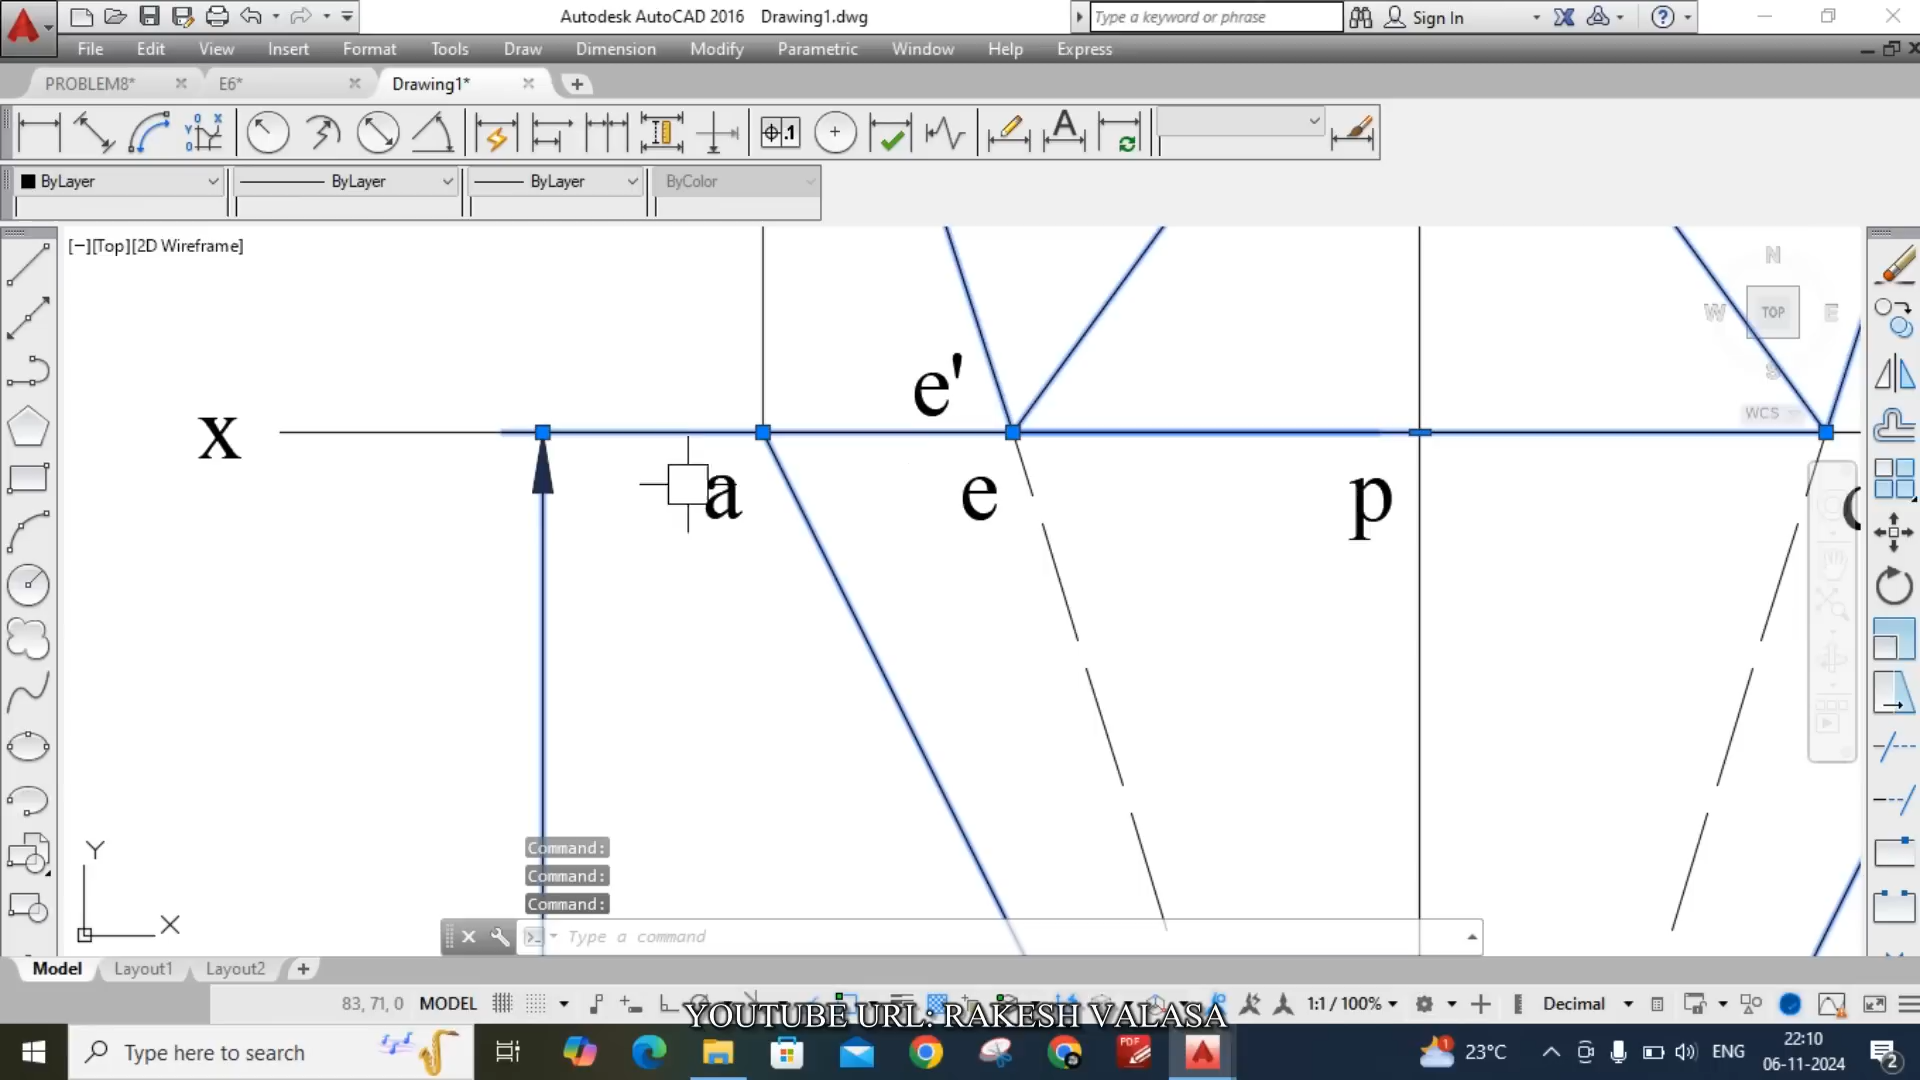 Autodesk AutoCAD 2016 Drawing1.dwg
Type a keyword or phrase
Sign In
File Edit View Insert Format Tools Draw Dimension Modify Parametric Window Help Express
PROBLEM8* E6* Drawing1*
ByLayer ByLayer ByLayer ByColor
[−][Top][2D Wireframe]
N
W TOP E
S
WCS
e'
x
a e p
Command:
Command:
Command:
Type a command
Y
X
Model Layout1 Layout2
83, 71, 0 MODEL 1:1 / 100% Decimal
YOUTUBE URL: RAKESH VALASA
Type here to search
23°C ENG 22:10
06-11-2024
2